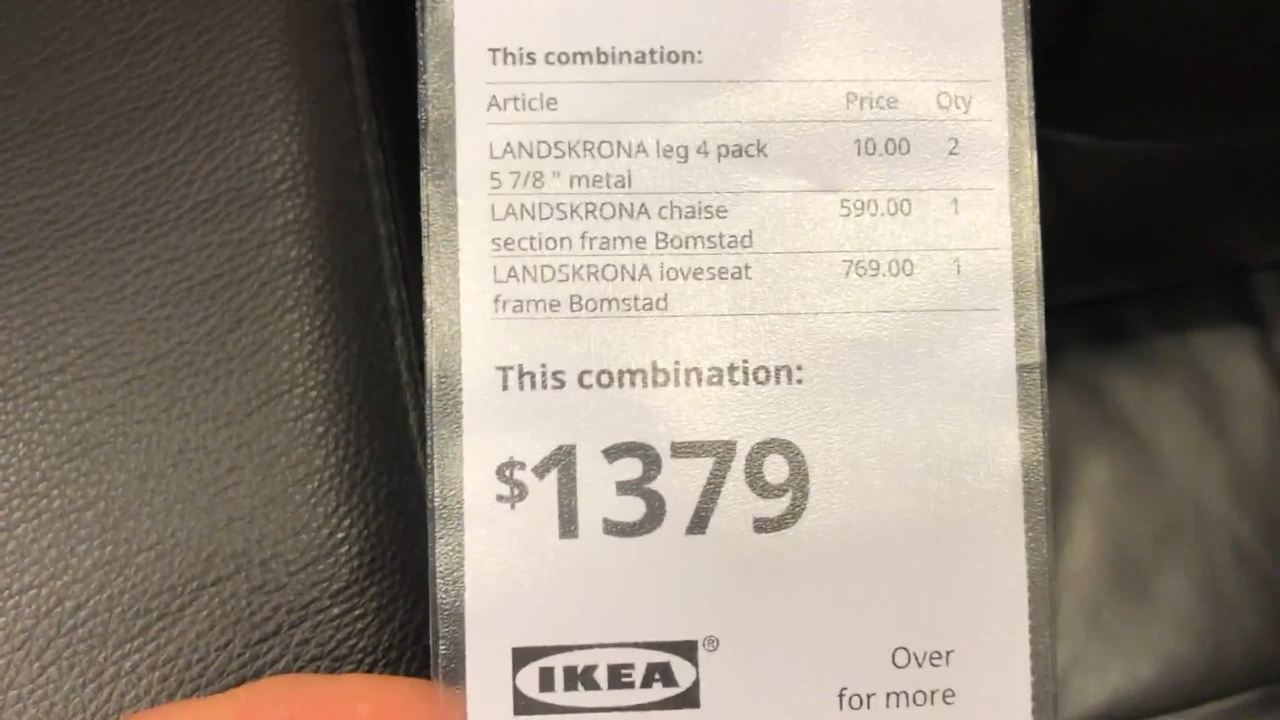 This combination:
Article Price Qty
LANDSKRONA leg 4 pack 10.00 2
5 7/8 " metal
LANDSKRONA chaise 590.00 1
section frame Bomstad
LANDSKRONA loveseat 769.00 1
frame Bomstad
This combination:
$1379
IKEA®
Over
for more